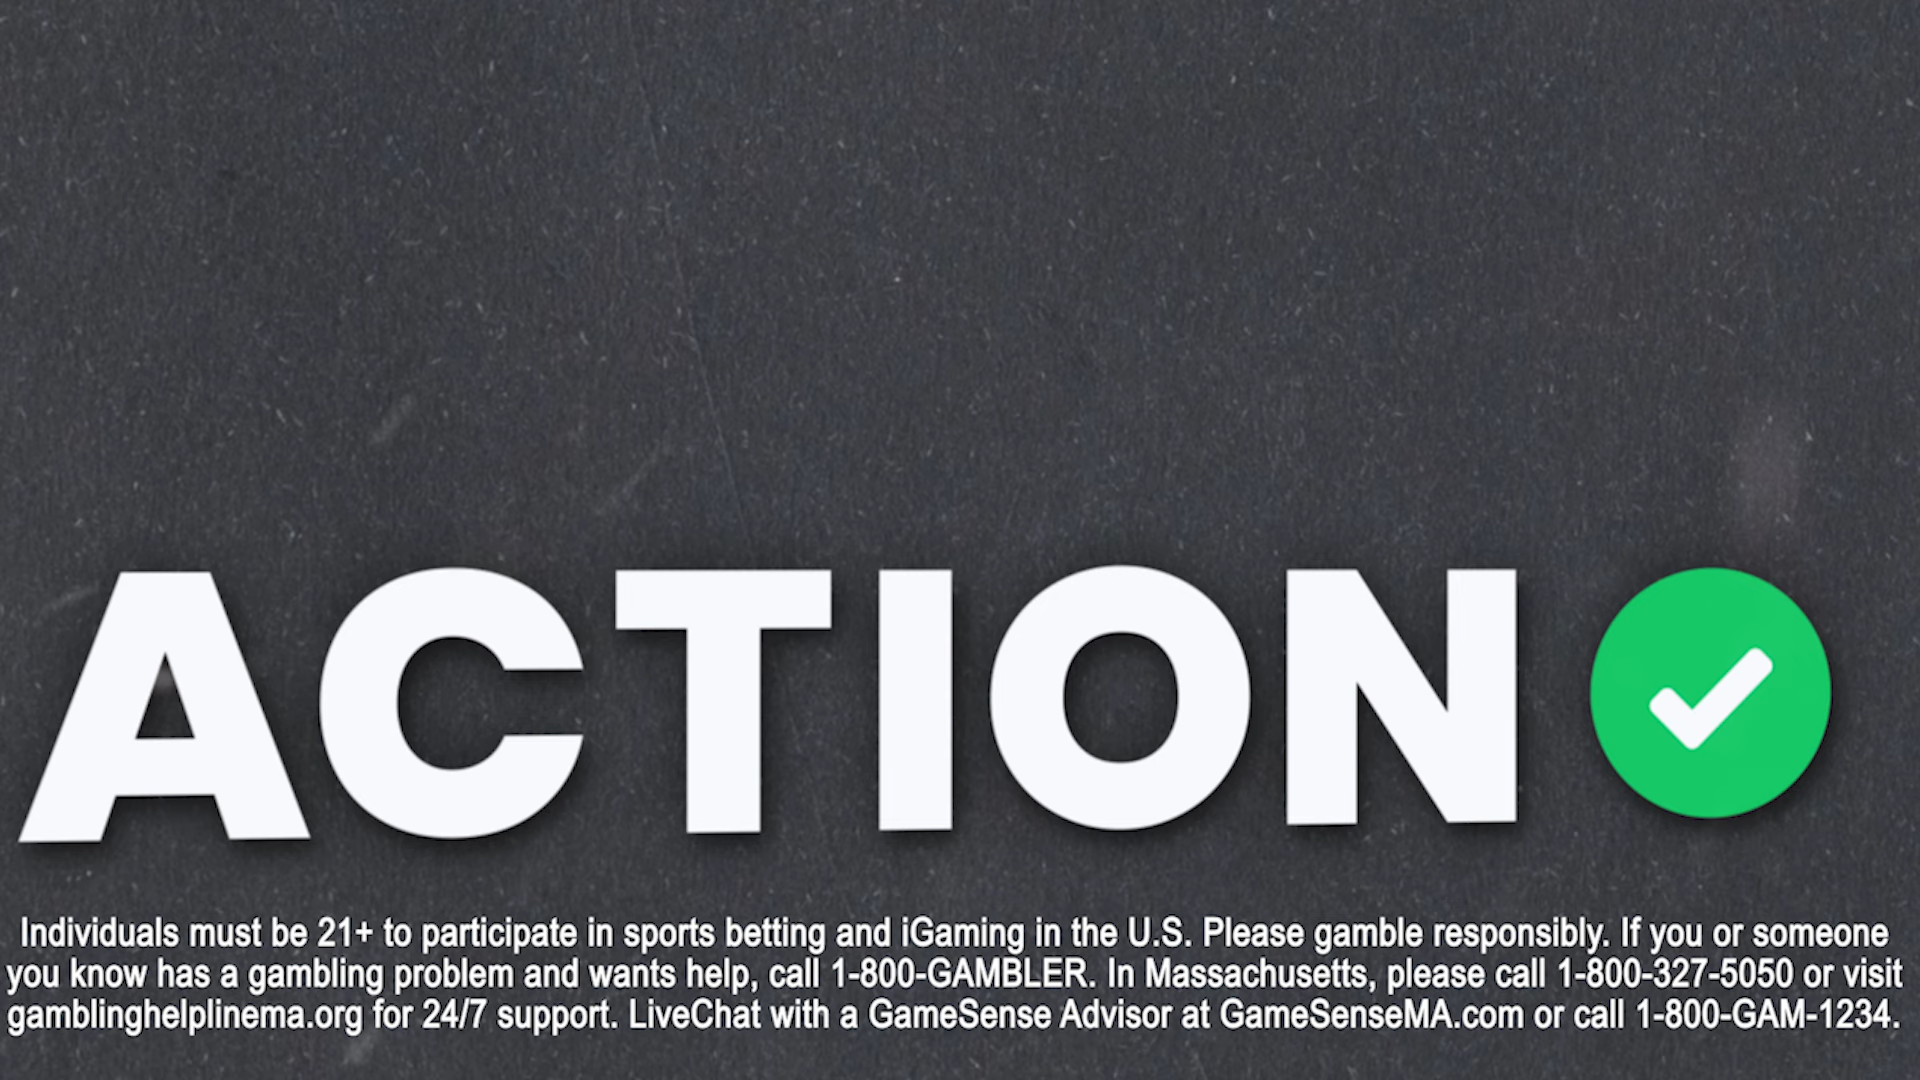 ACTION
Individuals must be 21+ to participate in sports betting and iGaming in the U.S. Please gamble responsibly. If you or someone
you know has a gambling problem and wants help, call 1-800-GAMBLER. In Massachusetts, please call 1-800-327-5050 or visit
gamblinghelplinema.org for 24/7 support. LiveChat with a GameSense Advisor at GameSenseMA.com or call 1-800-GAM-1234.